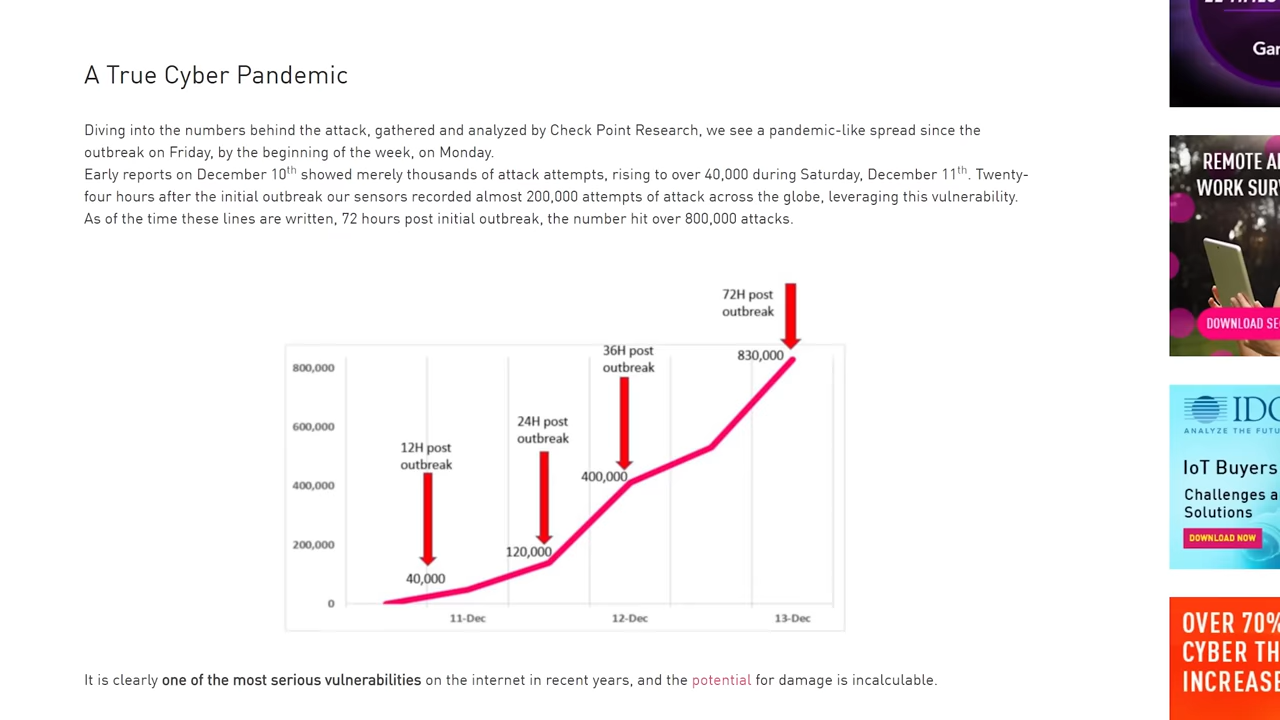 A True Cyber Pandemic
Diving into the numbers behind the attack, gathered and analyzed by Check Point Research, we see a pandemic-like spread since the
outbreak on Friday, by the beginning of the week, on Monday.
Early reports on December 10th showed merely thousands of attack attempts, rising to over 40,000 during Saturday, December 11th. Twenty-
four hours after the initial outbreak our sensors recorded almost 200,000 attempts of attack across the globe, leveraging this vulnerability.
As of the time these lines are written, 72 hours post initial outbreak, the number hit over 800,000 attacks.
72H post
outbreak
36H post
outbreak
830,000
800,000
24H post
outbreak
600,000
12H post
outbreak
400,000
400,000
200,000
120,000
40,000
0
11-Dec
12-Dec
13-Dec
It is clearly one of the most serious vulnerabilities on the internet in recent years, and the potential for damage is incalculable.
Gar
REMOTE A
WORK SUR
DOWNLOAD SE
IDC
ANALYZE THE FUTU
IoT Buyers
Challenges a
Solutions
DOWNLOAD NOW
OVER 70%
CYBER TH
INCREASE